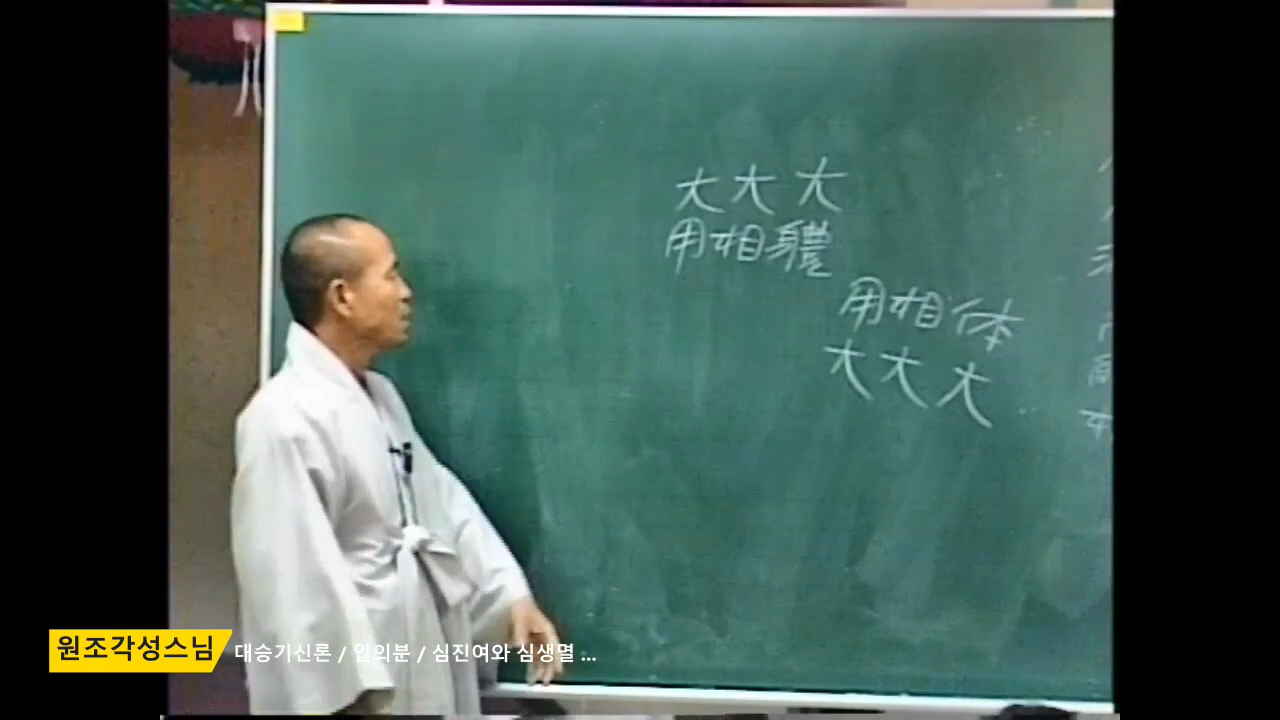 大大大
用相軆
用相体
大大大
원조각성스님
대승기신론 / 입의분 / 심진여와 심생멸 ...